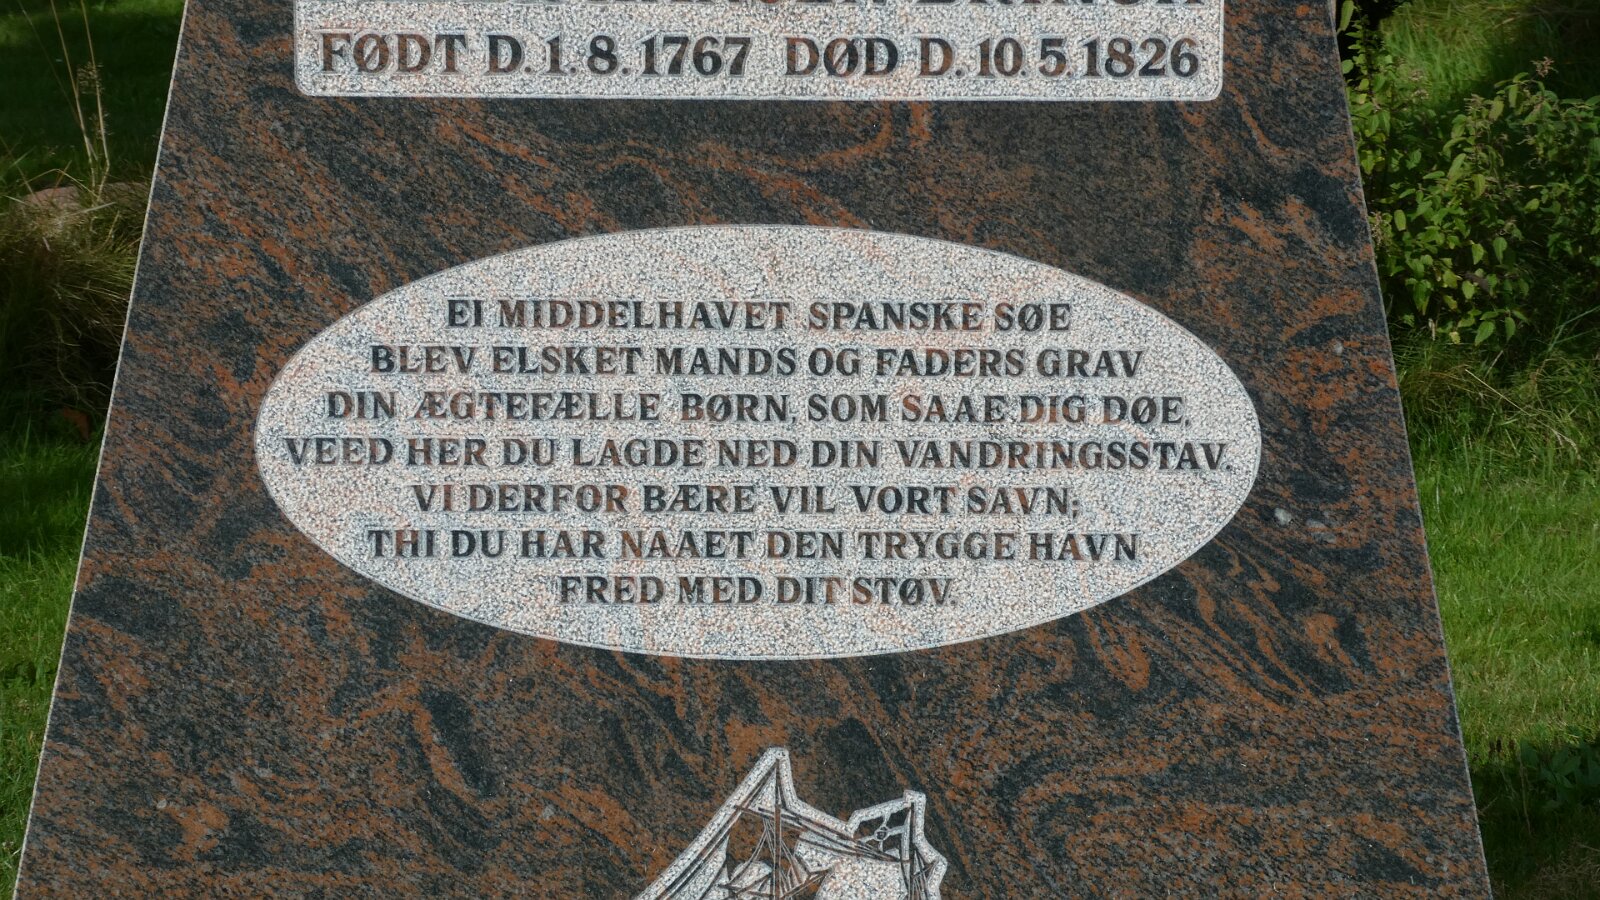 FØDT D. 1. 8. 1767 DØD D. 10. 5. 1826
EI MIDDELHAVET SPANSKE SØE
BLEV ELSKET MANDS OG FADERS GRAV
DIN ÆGTEFÆLLE BØRN, SOM SAAE DIG DØE,
VEED HER DU LAGDE NED DIN VANDRINGSSTAV.
VI DERFOR BÆRE VIL VORT SAVN;
THI DU HAR NAAET DEN TRYGGE HAVN
FRED MED DIT STØV.